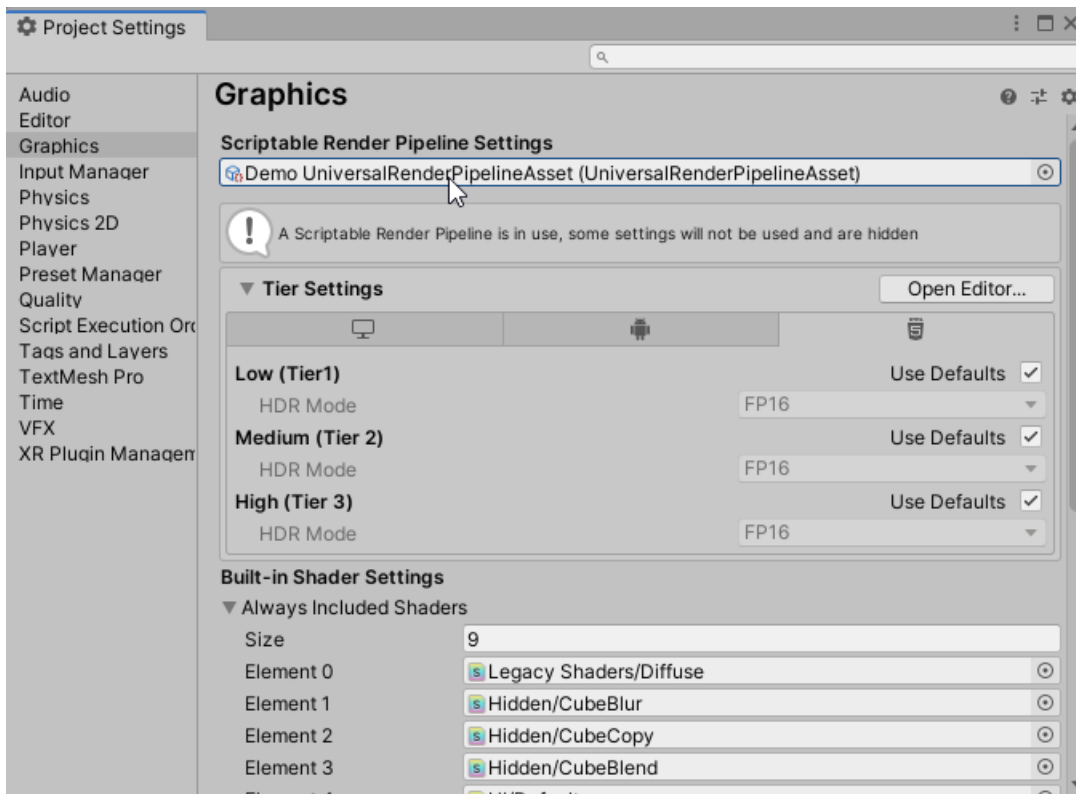 Project Settings
Graphics
Audio
Editor
Graphics
Input Manager
Physics
Physics 2D
Player
Preset Manager
Quality
Script Execution Ord
Tags and Layers
TextMesh Pro
Time
VFX
XR Plugin Managem
Scriptable Render Pipeline Settings
Demo UniversalRenderPipelineAsset (UniversalRenderPipelineAsset)
A Scriptable Render Pipeline is in use, some settings will not be used and are hidden
Tier Settings
Open Editor...
Low (Tier1)
Use Defaults
HDR Mode
FP16
Medium (Tier 2)
Use Defaults
HDR Mode
FP16
High (Tier 3)
Use Defaults
HDR Mode
FP16
Built-in Shader Settings
Always Included Shaders
Size
9
Element 0
Legacy Shaders/Diffuse
Element 1
Hidden/CubeBlur
Element 2
Hidden/CubeCopy
Element 3
Hidden/CubeBlend